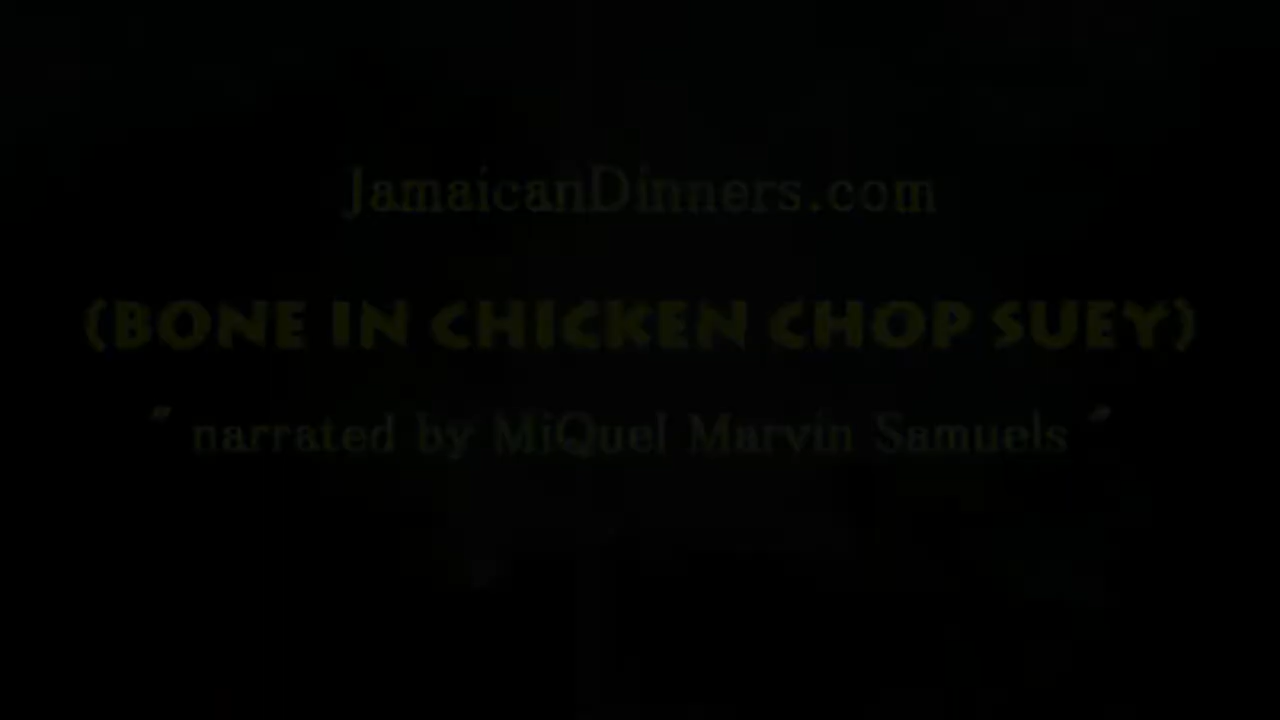 JamaicanDinners.com
(BONE IN CHICKEN CHOP SUEY)
" narrated by MiQuel Marvin Samuels "